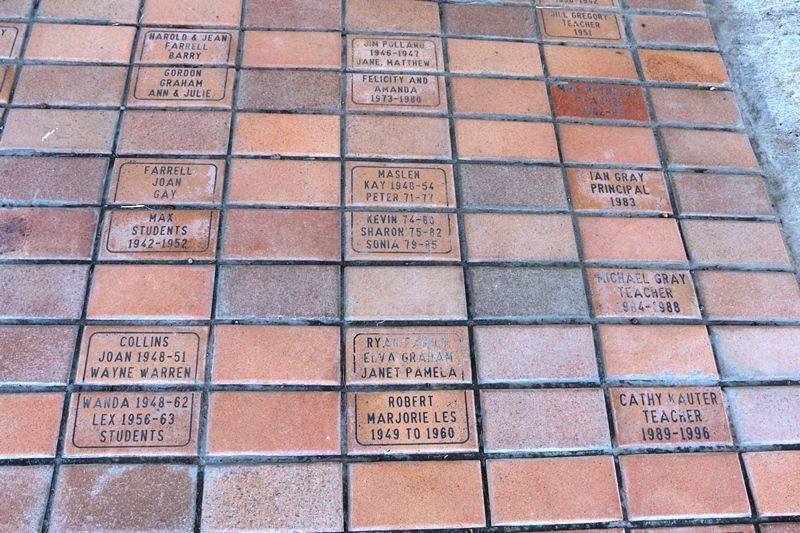 JILL GREGORY
TEACHER
1951
HAROLD & JEAN
FARRELL
BARRY
GORDON
GRAHAM
ANN & JULIE
JIM POLLARD
1946-1947
JANE, MATTHEW
FELICITY AND
AMANDA
1973-1980
FARRELL
JOAN
GAY
MAX
STUDENTS
1942-1952
MASLEN
KAY 1948-54
PETER 71-77
KEVIN 74-80
SHARON 75-82
SONIA 79-85
IAN GRAY
PRINCIPAL
1983
MICHAEL GRAY
TEACHER
1984-1988
COLLINS
JOAN 1948-51
WAYNE WARREN
WANDA 1948-62
LEX 1956-63
STUDENTS
RYAN FAMILY
ELVA GRAHAM
JANET PAMELA
ROBERT
MARJORIE LES
1949 TO 1960
CATHY KAUTER
TEACHER
1989-1996